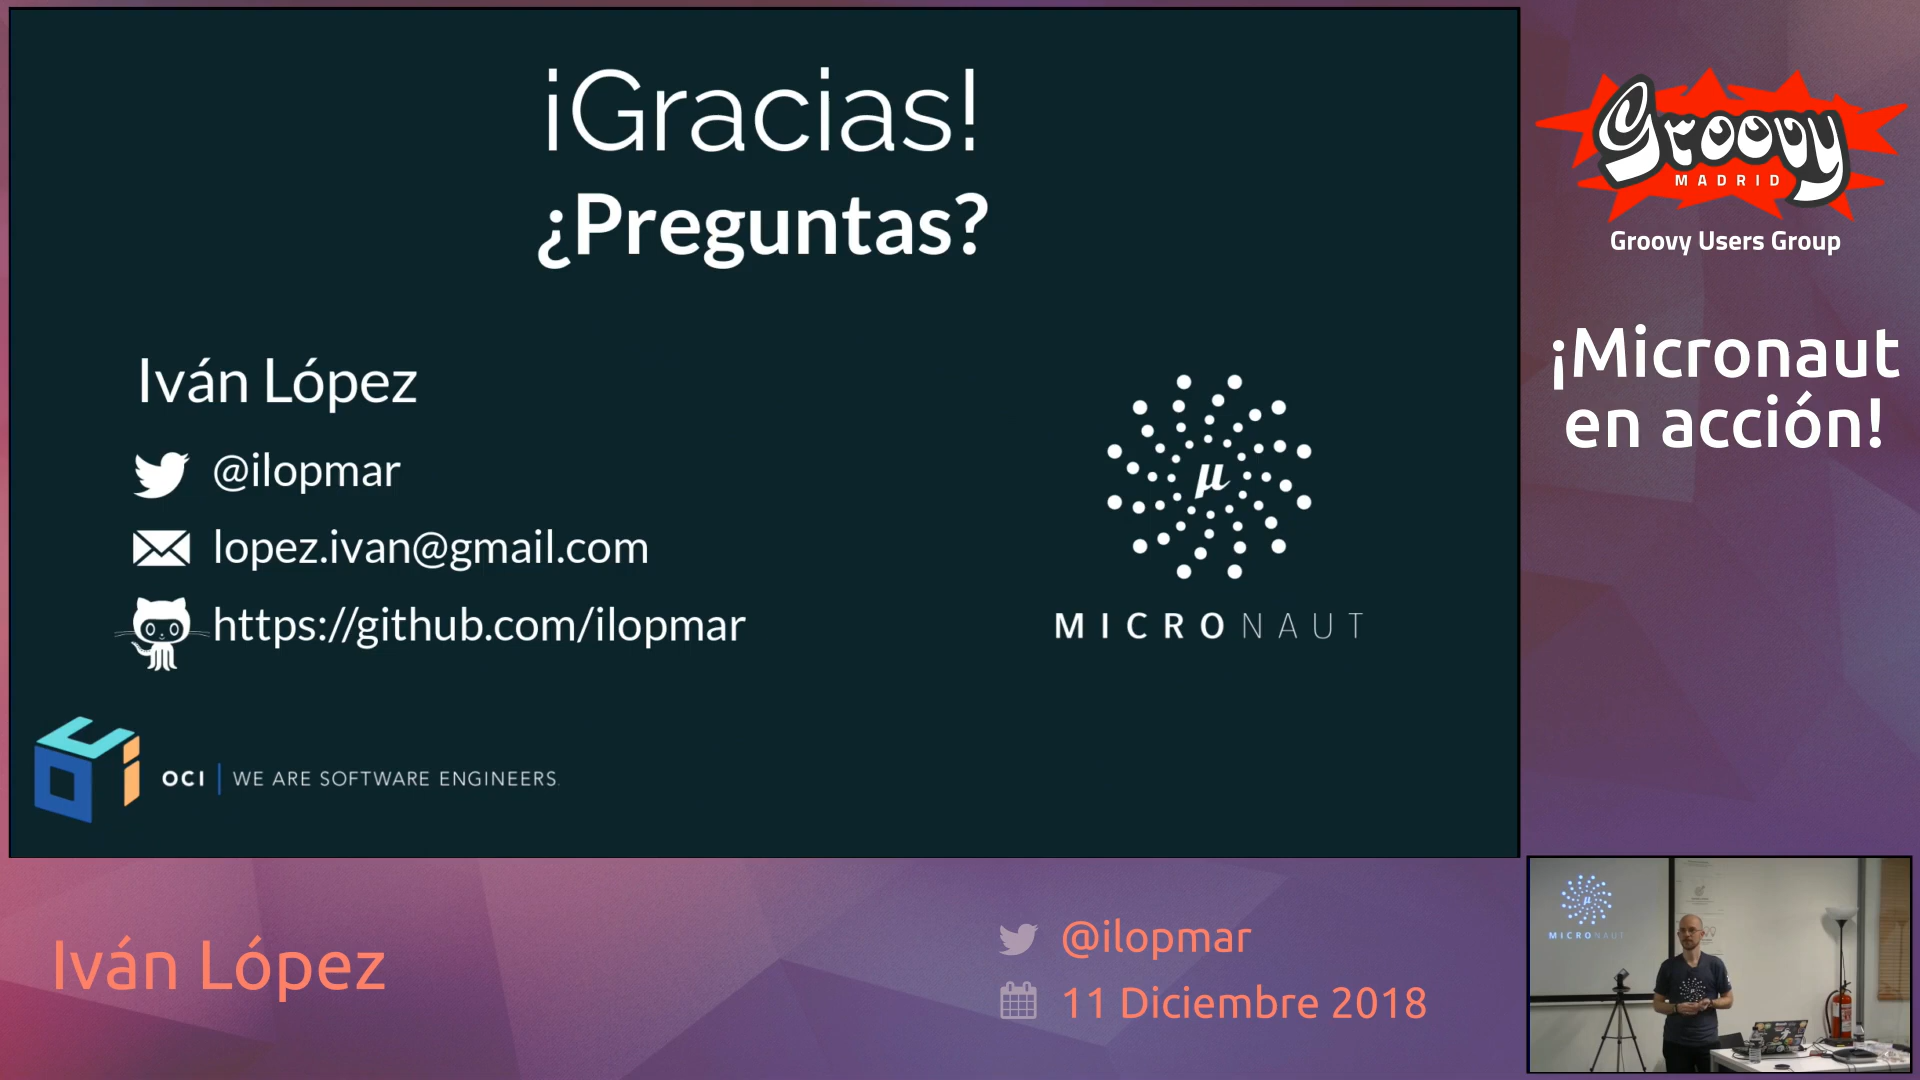 ¡Gracias!
¿Preguntas?
Iván López
@ilopmar
lopez.ivan@gmail.com
https://github.com/ilopmar
MICRONAUT
OCI | WE ARE SOFTWARE ENGINEERS.
Groovy
MADRID
Groovy Users Group
¡Micronaut
en acción!
Iván López
@ilopmar
11 Diciembre 2018
µ
MICRONAUT